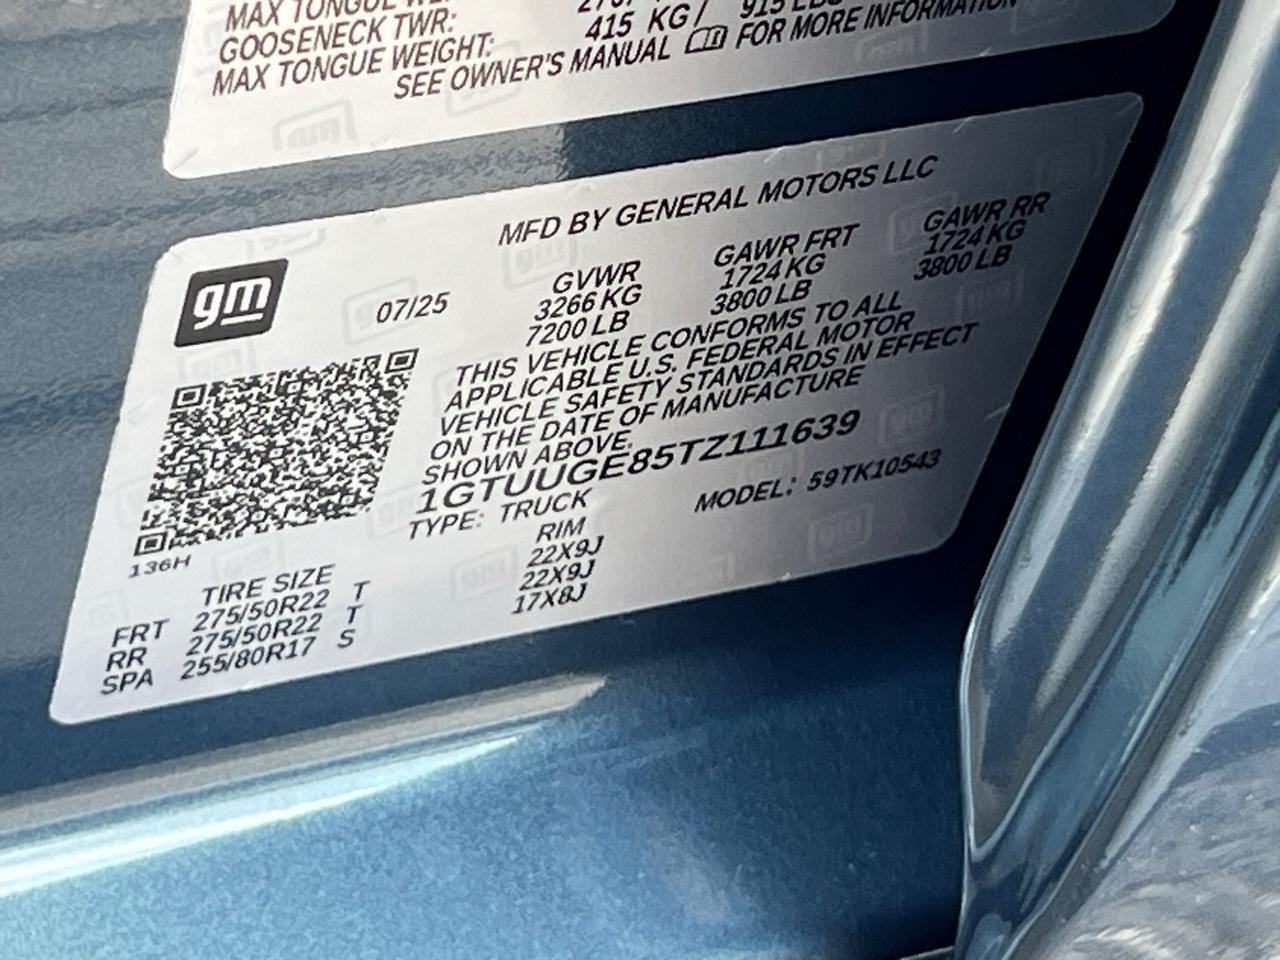 MAX TONGUE
GOOSENECK TWR:
MAX TONGUE WEIGHT: 415 KG/ 915 LBS
SEE OWNER'S MANUAL FOR MORE INFORMATION
MFD BY GENERAL MOTORS LLC
gm
07/25
GVWR GAWR FRT GAWR RR
3266 KG 1724 KG 1724 KG
7200 LB 3800 LB 3800 LB
THIS VEHICLE CONFORMS TO ALL
APPLICABLE U.S. FEDERAL MOTOR
VEHICLE SAFETY STANDARDS IN EFFECT
ON THE DATE OF MANUFACTURE
SHOWN ABOVE.
1GTUUGE85TZ111639
TYPE: TRUCK MODEL: 59TK10543
136H
TIRE SIZE RIM
FRT 275/50R22 T 22X9J
RR 275/50R22 T 22X9J
SPA 255/80R17 S 17X8J